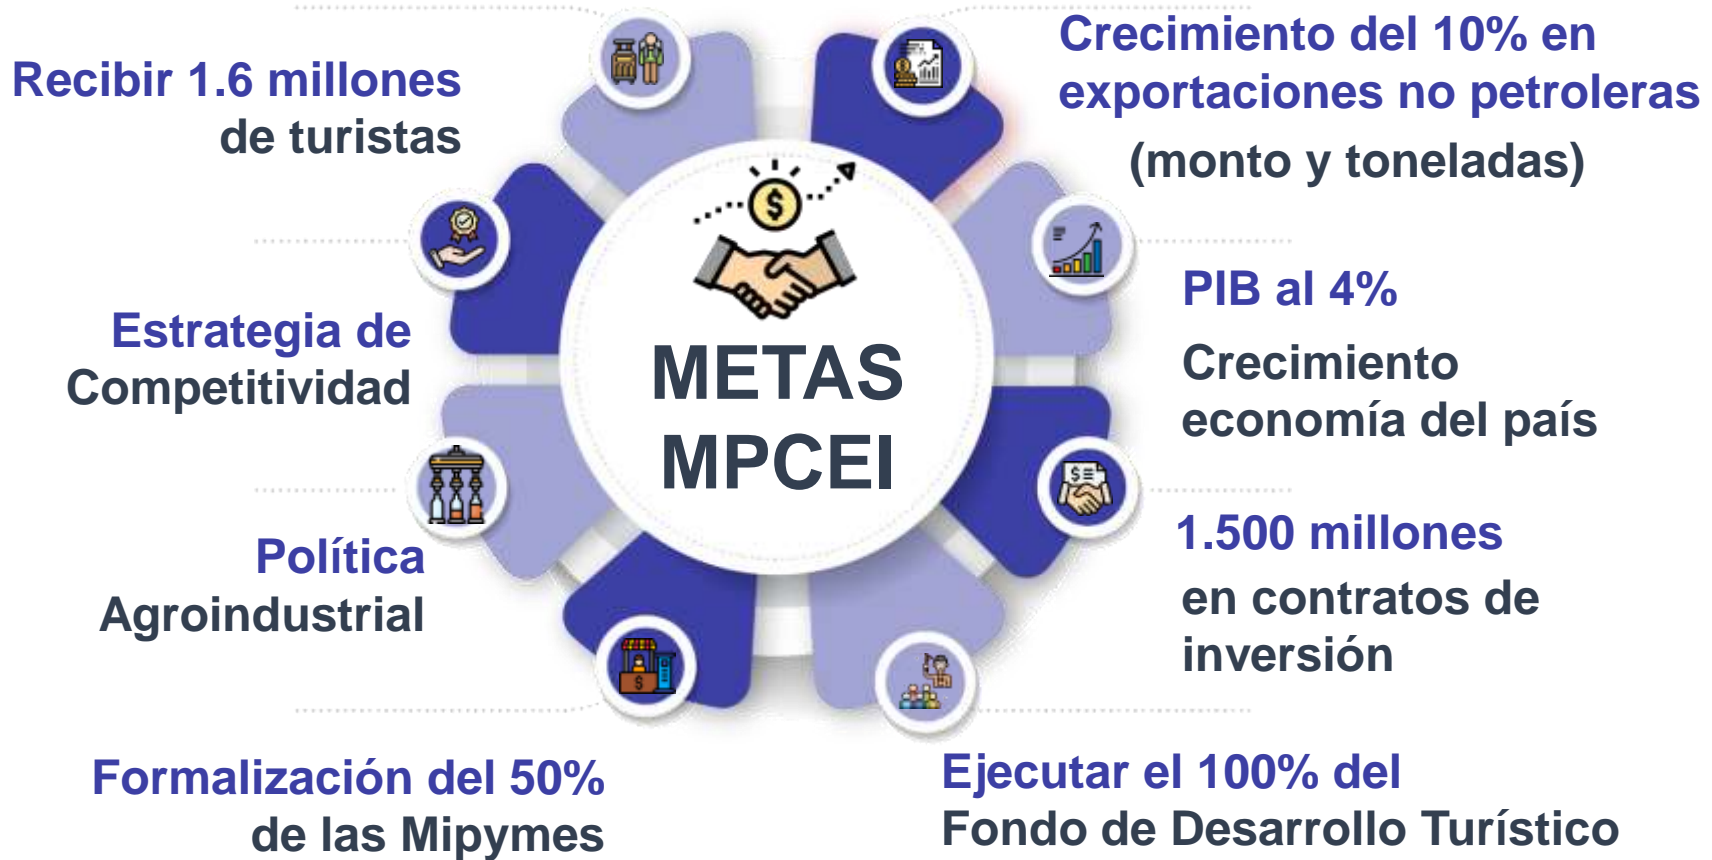 Recibir 1.6 millones
de turistas
Crecimiento del 10% en
exportaciones no petroleras
(monto y toneladas)
Estrategia de
Competitividad
METAS
MPCEI
PIB al 4%
Crecimiento
economía del país
Política
Agroindustrial
1.500 millones
en contratos de
inversión
Formalización del 50%
de las Mipymes
Ejecutar el 100% del
Fondo de Desarrollo Turístico